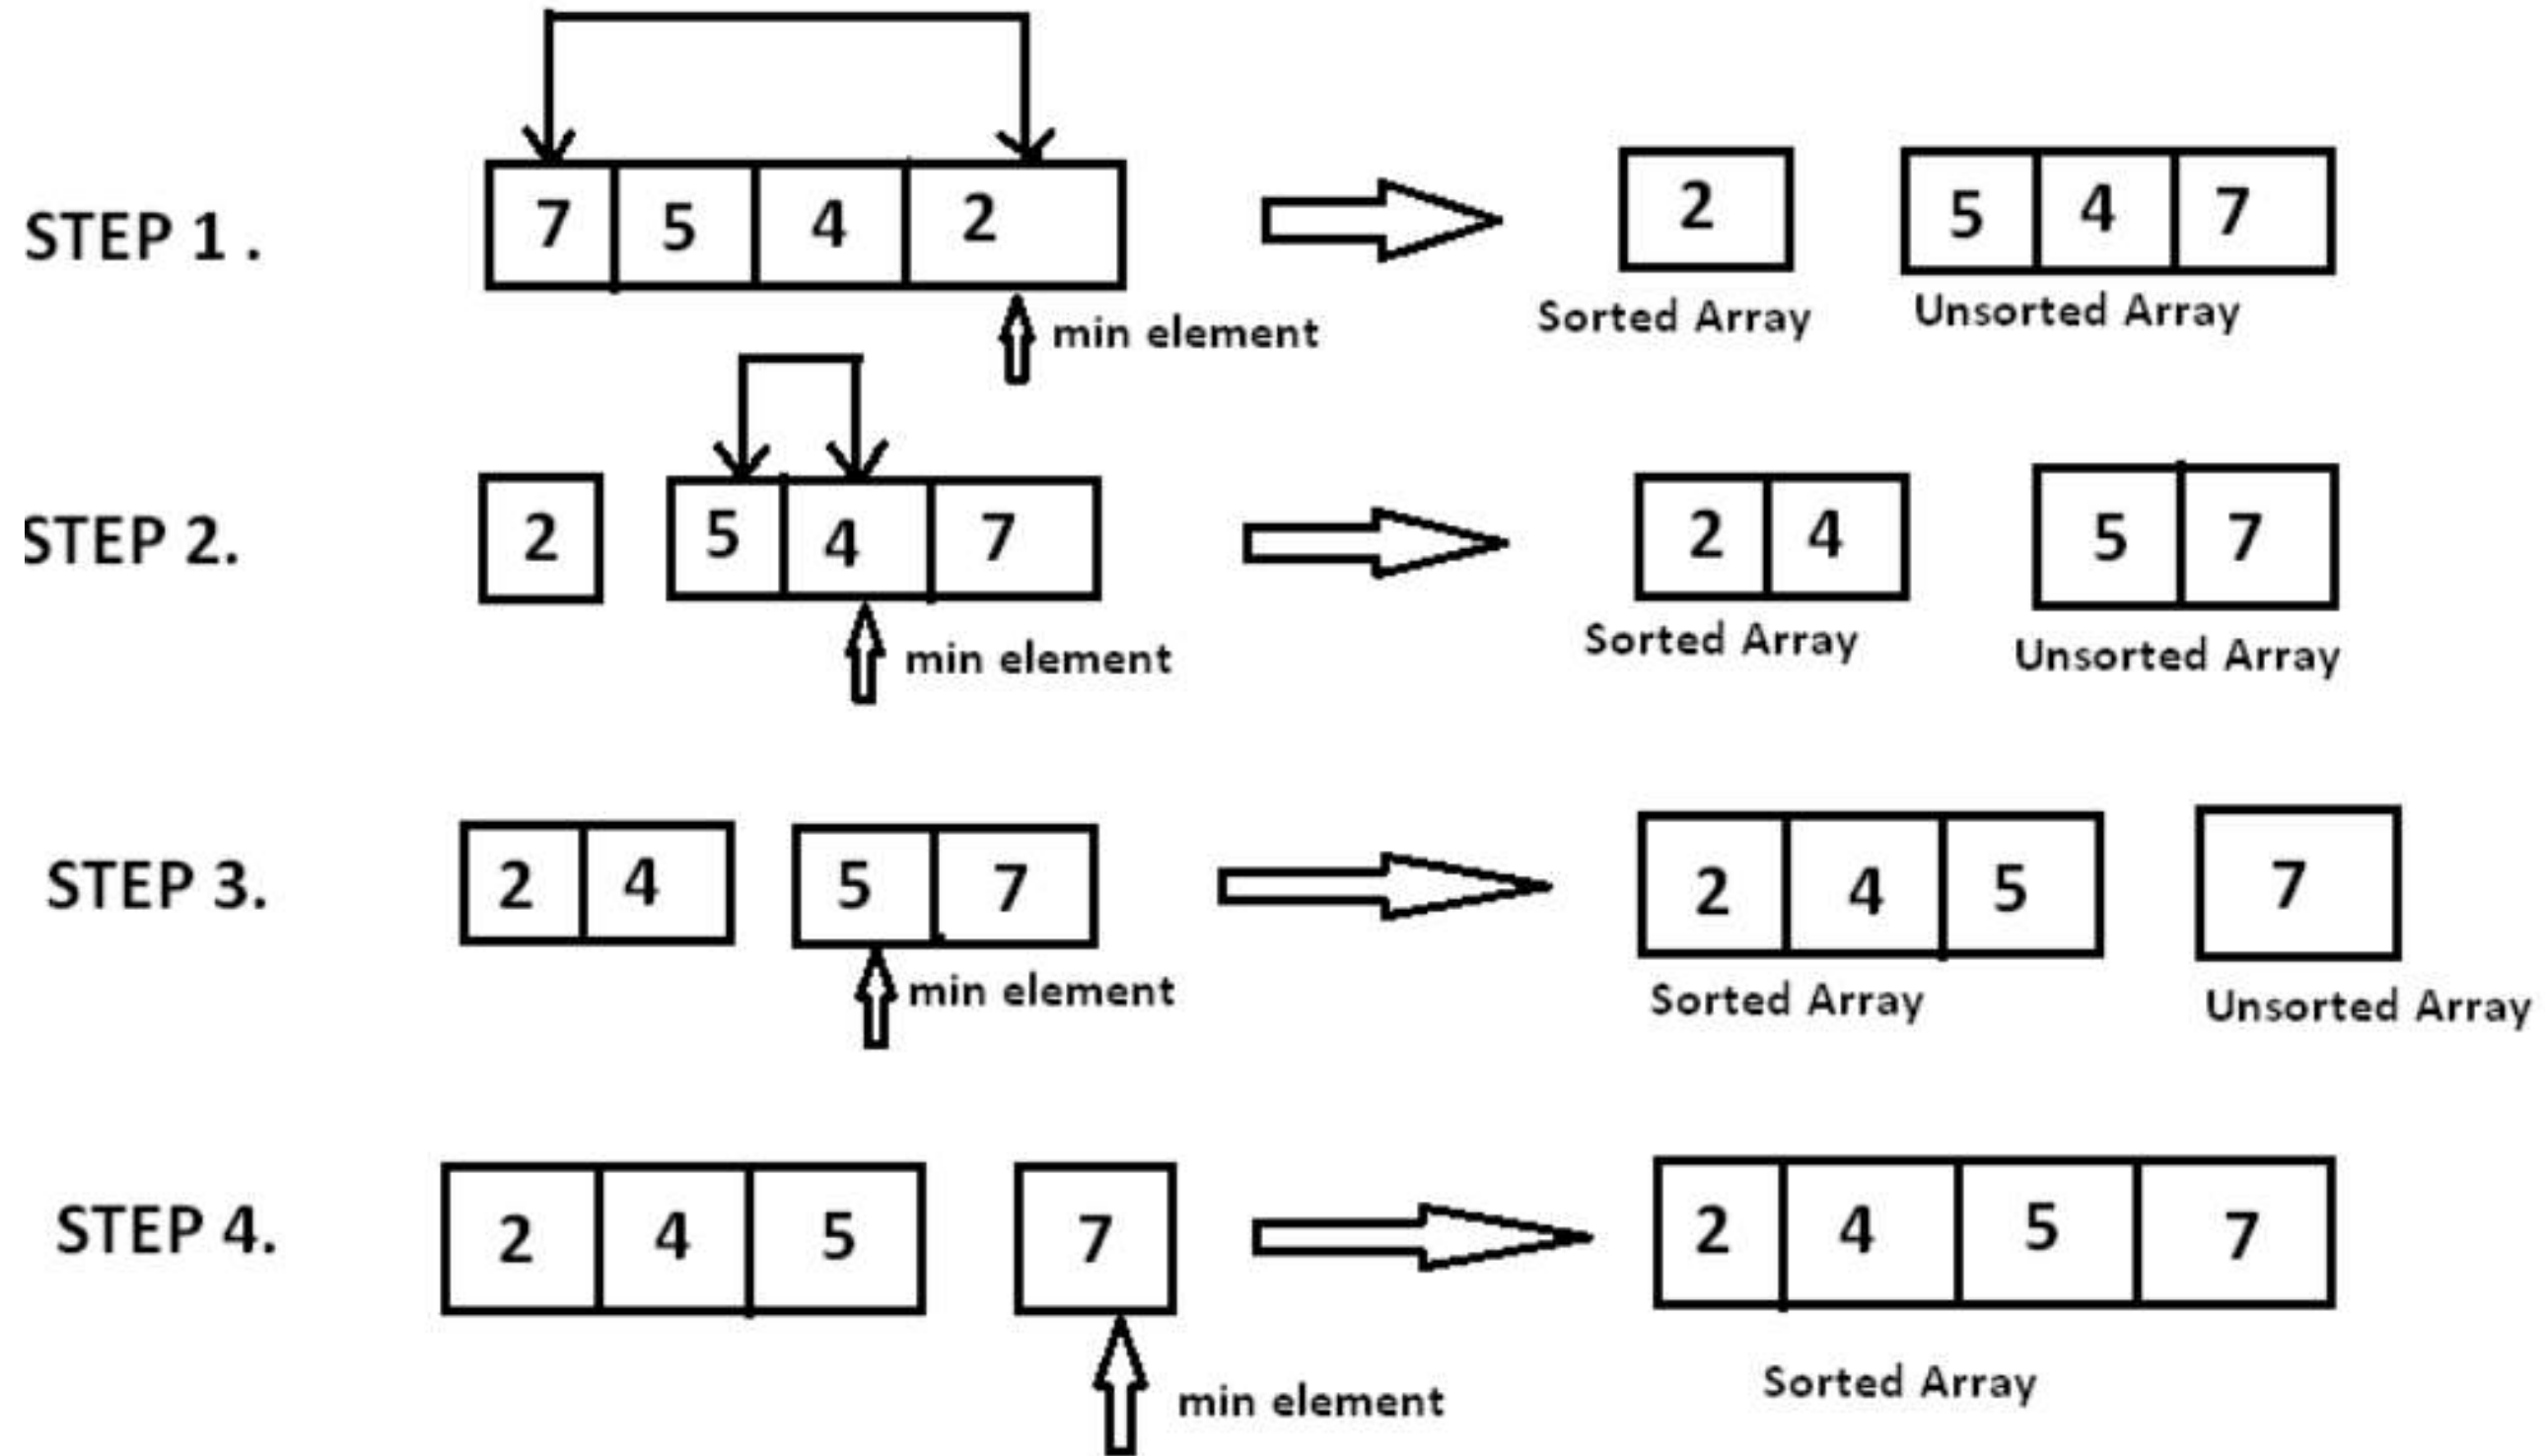 STEP 1 .
7 5 4 2
min element
2
Sorted Array
5 4 7
Unsorted Array
STEP 2.
2
5 4 7
min element
2 4
Sorted Array
5 7
Unsorted Array
STEP 3.
2 4
5 7
min element
2 4 5
Sorted Array
7
Unsorted Array
STEP 4.
2 4 5
7
min element
2 4 5 7
Sorted Array